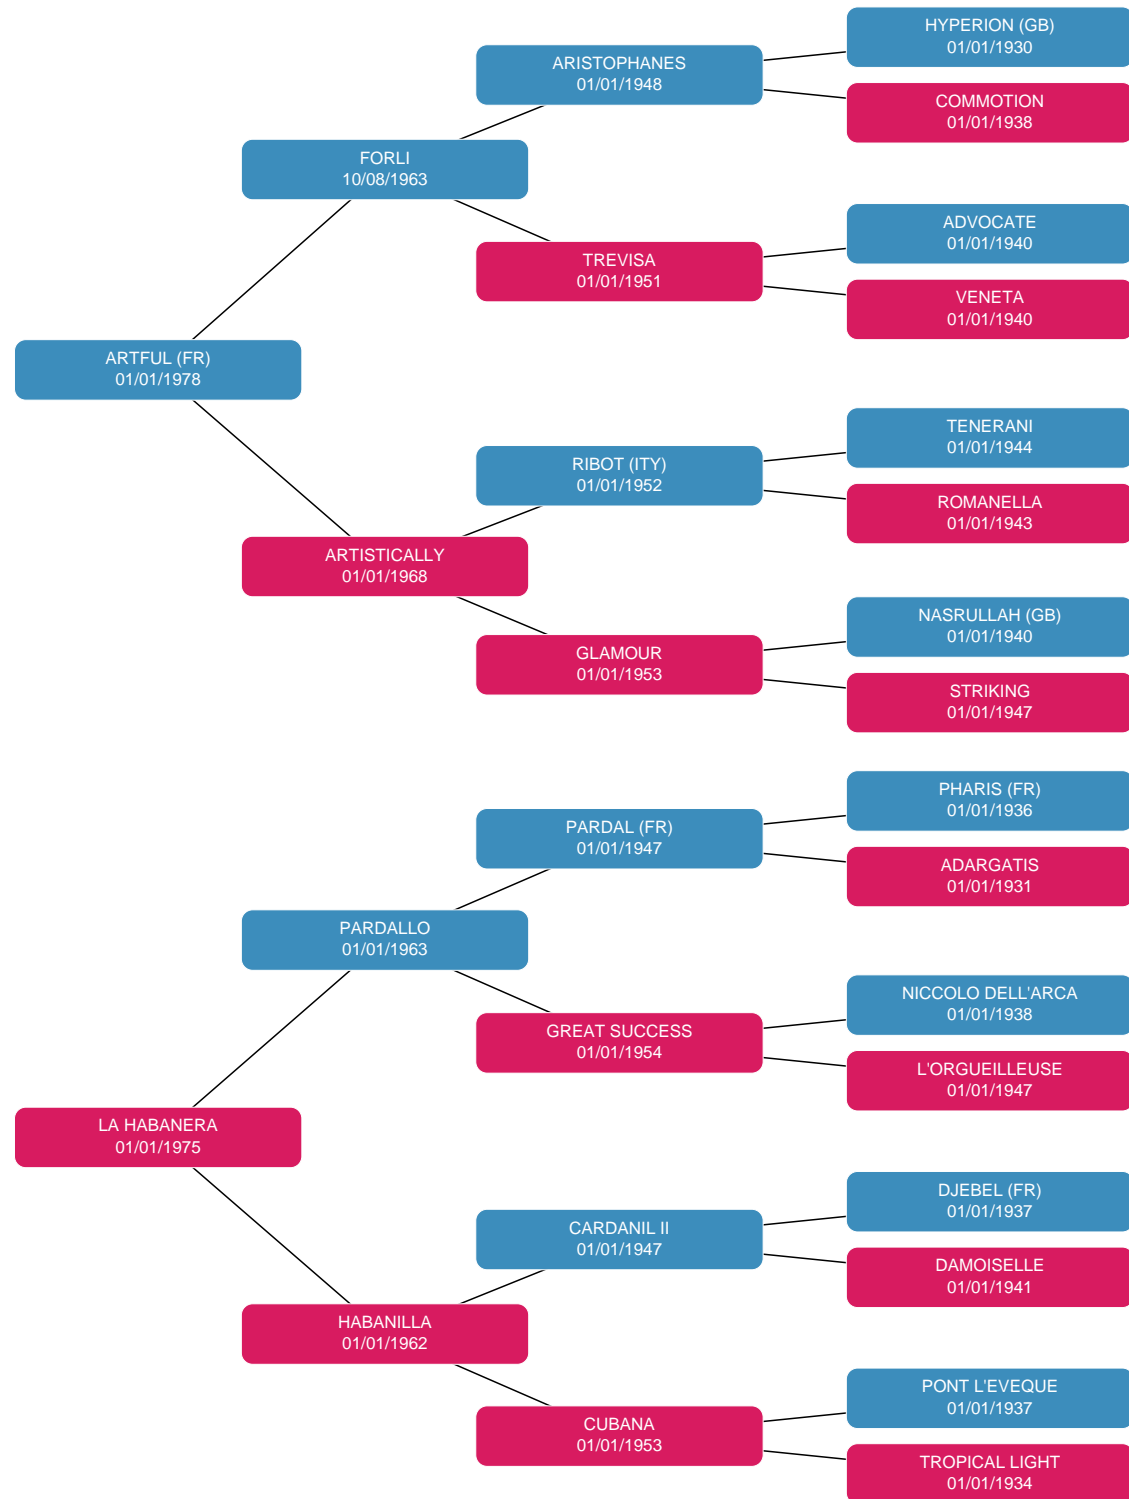 HYPERION (GB)
01/01/1930
ARISTOPHANES
01/01/1948
COMMOTION
01/01/1938
FORLI
10/08/1963
ADVOCATE
01/01/1940
TREVISA
01/01/1951
VENETA
01/01/1940
ARTFUL (FR)
01/01/1978
TENERANI
01/01/1944
RIBOT (ITY)
01/01/1952
ROMANELLA
01/01/1943
ARTISTICALLY
01/01/1968
NASRULLAH (GB)
01/01/1940
GLAMOUR
01/01/1953
STRIKING
01/01/1947
PHARIS (FR)
01/01/1936
PARDAL (FR)
01/01/1947
ADARGATIS
01/01/1931
PARDALLO
01/01/1963
NICCOLO DELL'ARCA
01/01/1938
GREAT SUCCESS
01/01/1954
L'ORGUEILLEUSE
01/01/1947
LA HABANERA
01/01/1975
DJEBEL (FR)
01/01/1937
CARDANIL II
01/01/1947
DAMOISELLE
01/01/1941
HABANILLA
01/01/1962
PONT L'EVEQUE
01/01/1937
CUBANA
01/01/1953
TROPICAL LIGHT
01/01/1934